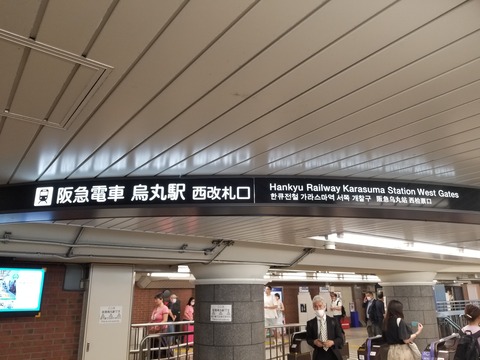 阪急電車 烏丸駅 西改札口
Hankyu Railway Karasuma Station West Gates
한큐전철 가라스마역 서쪽 개찰구 阪急乌丸站 西检票口